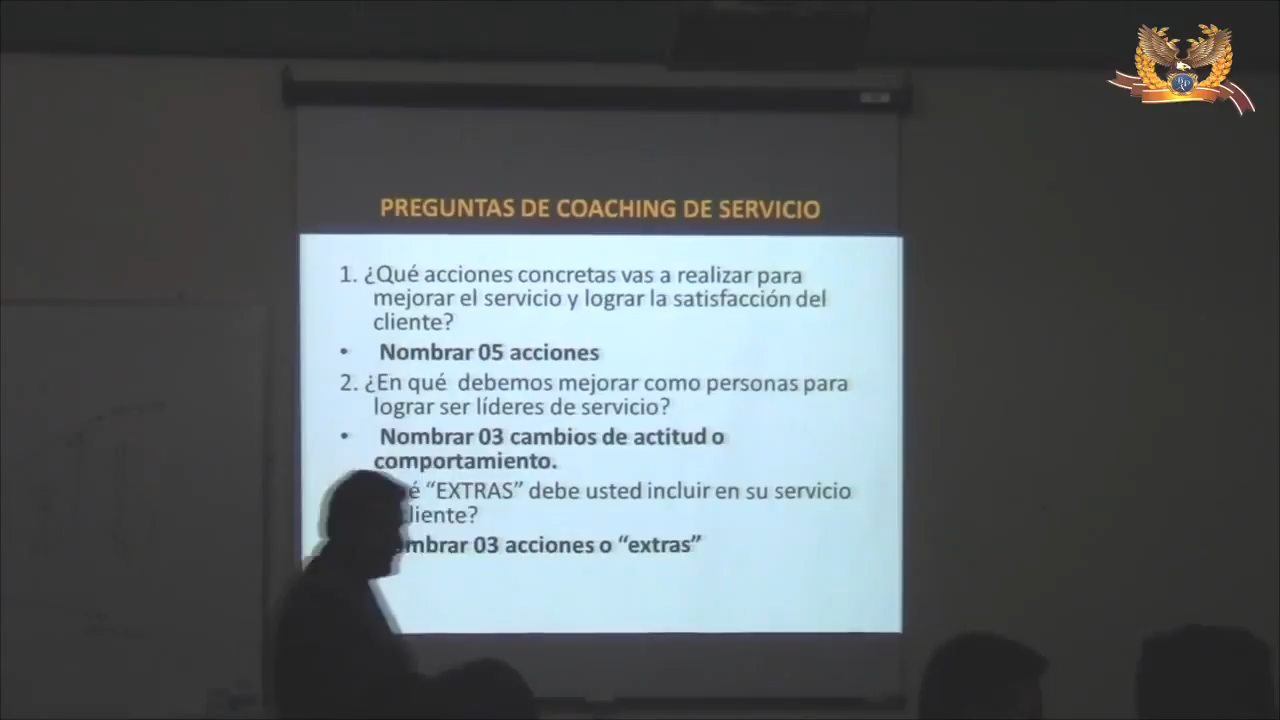 PREGUNTAS DE COACHING DE SERVICIO
1. ¿Qué acciones concretas vas a realizar para
mejorar el servicio y lograr la satisfacción del
cliente?
• Nombrar 05 acciones
2. ¿En qué debemos mejorar como personas para
lograr ser líderes de servicio?
• Nombrar 03 cambios de actitud o
comportamiento.
"EXTRAS" debe usted incluir en su servicio
03 acciones o "extras"